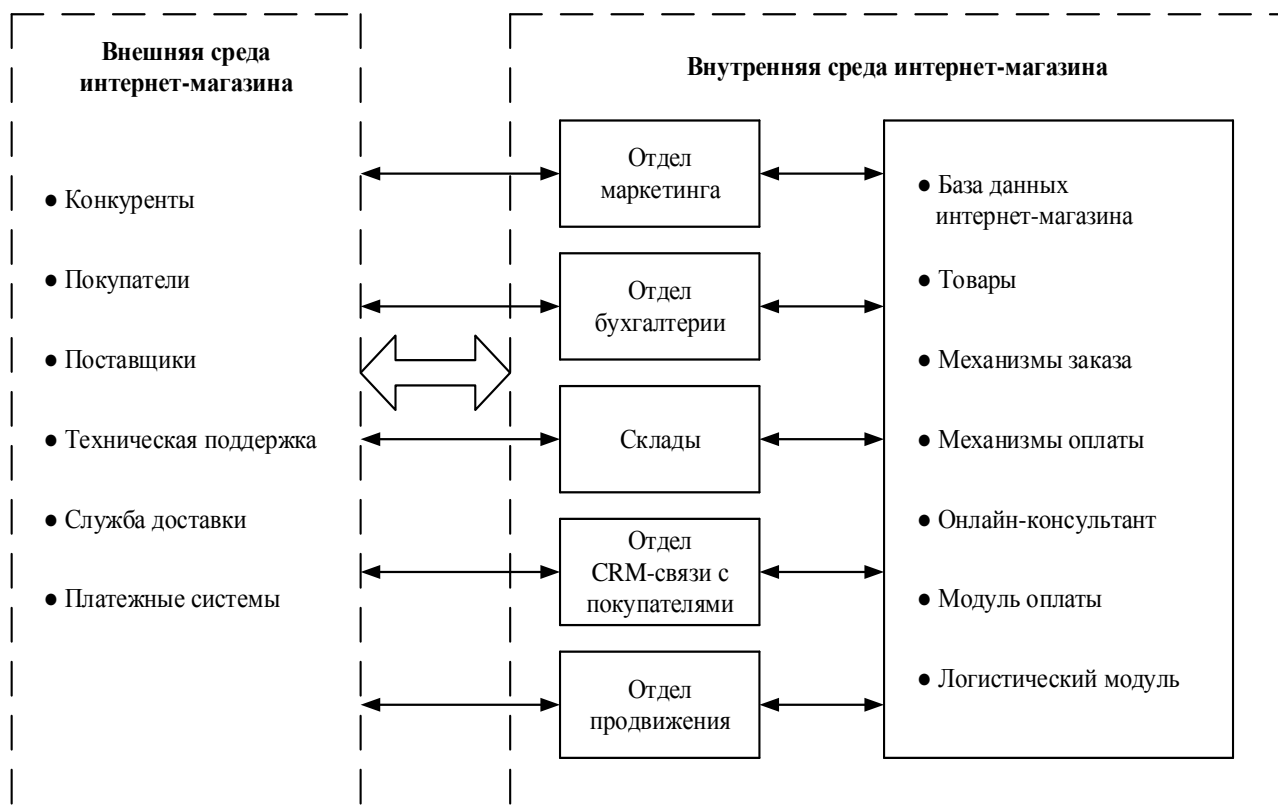 Внешняя среда
интернет-магазина
● Конкуренты
● Покупатели
● Поставщики
● Техническая поддержка
● Служба доставки
● Платежные системы
Внутренняя среда интернет-магазина
Отдел
маркетинга
Отдел
бухгалтерии
Склады
Отдел
CRM-связи с
покупателями
Отдел
продвижения
● База данных
интернет-магазина
● Товары
● Механизмы заказа
● Механизмы оплаты
● Онлайн-консультант
● Модуль оплаты
● Логистический модуль